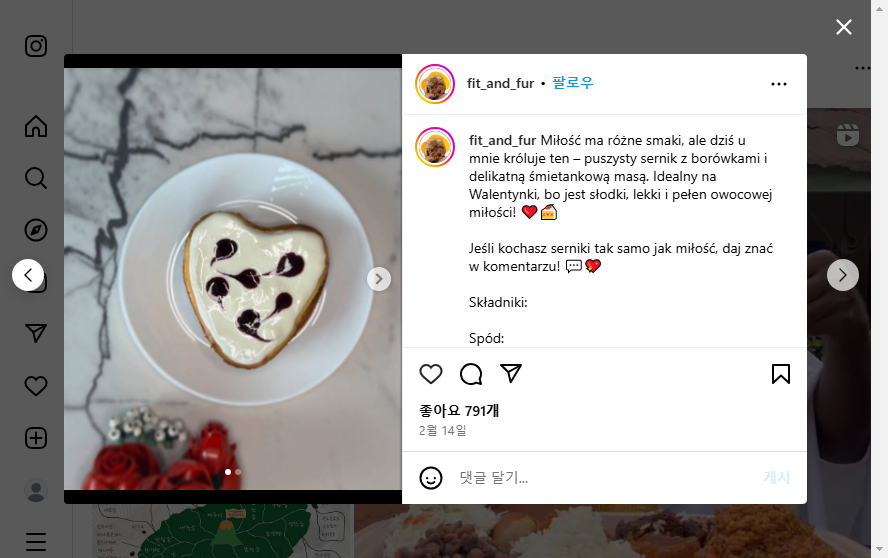 fit_and_fur • 팔로우
fit_and_fur Miłość ma różne smaki, ale dziś u
mnie króluje ten – puszysty sernik z borówkami i
delikatną śmietankową masą. Idealny na
Walentynki, bo jest słodki, lekki i pełen owocowej
miłości! ❤️🍰
Jeśli kochasz serniki tak samo jak miłość, daj znać
w komentarzu! 💬💖
Składniki:
Spód:
좋아요 791개
2월 14일
댓글 달기...
게시